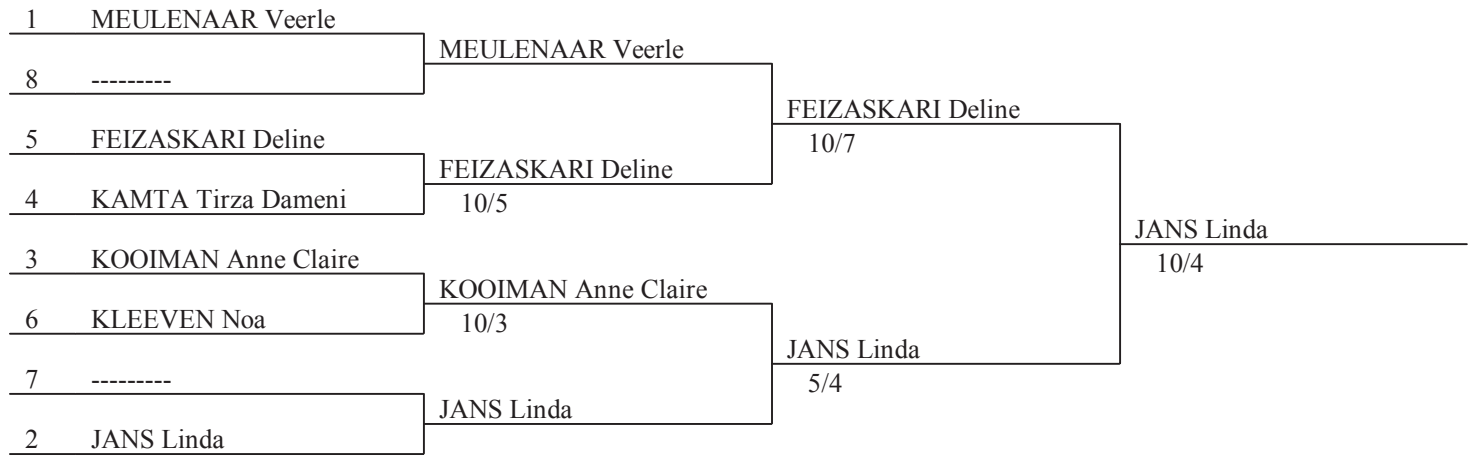 1 MEULENAAR Veerle
MEULENAAR Veerle
8 ---------
FEIZASKARI Deline
10/7
5 FEIZASKARI Deline
FEIZASKARI Deline
10/5
4 KAMTA Tirza Dameni
JANS Linda
10/4
3 KOOIMAN Anne Claire
KOOIMAN Anne Claire
10/3
6 KLEEVEN Noa
JANS Linda
5/4
7 ---------
JANS Linda
2 JANS Linda